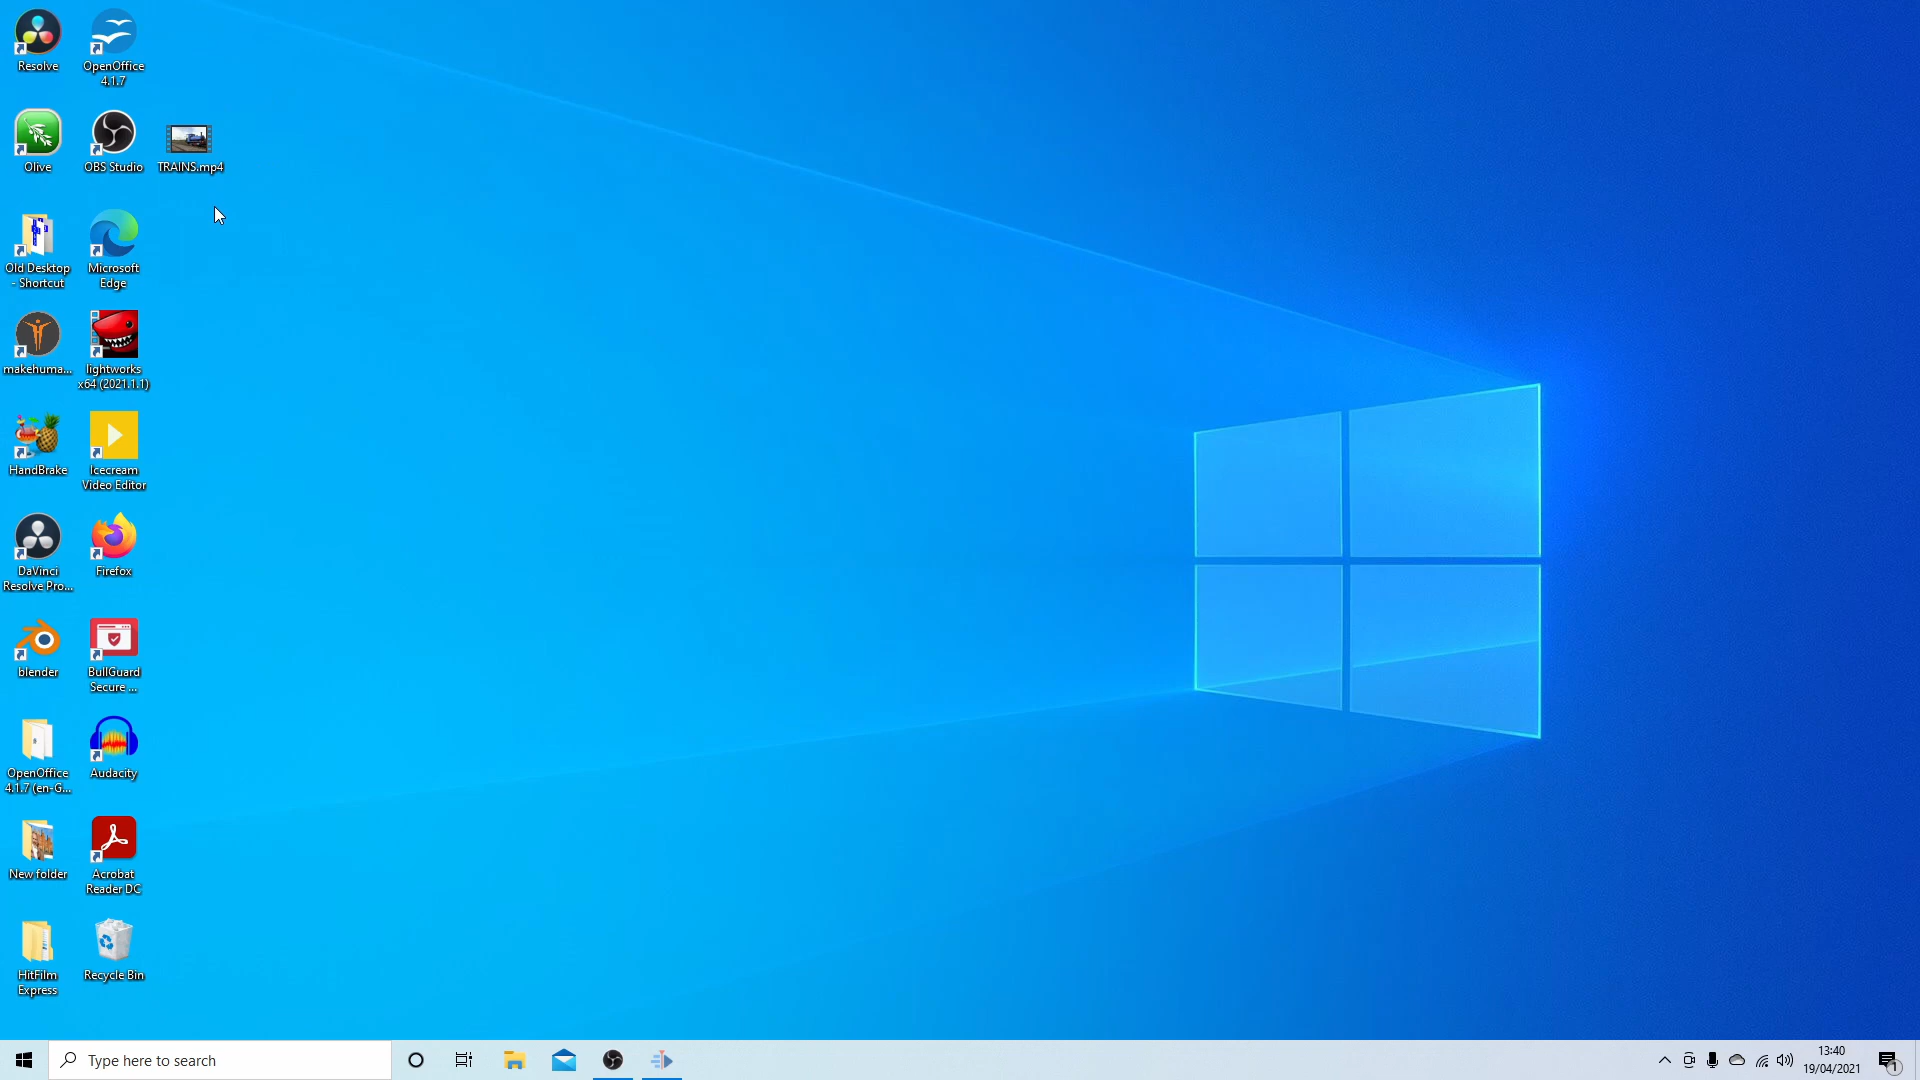 Resolve
OpenOffice
4.1.7
Olive
OBS Studio
TRAINS.mp4
Old Desktop
- Shortcut
Microsoft
Edge
makehuma...
lightworks
x64 (2021.1.1)
HandBrake
Icecream
Video Editor
DaVinci
Resolve Pro...
Firefox
blender
BullGuard
Secure ...
OpenOffice
4.1.7 (en-G...
Audacity
New folder
Acrobat
Reader DC
HitFilm
Express
Recycle Bin
Type here to search
13:40
19/04/2021
1